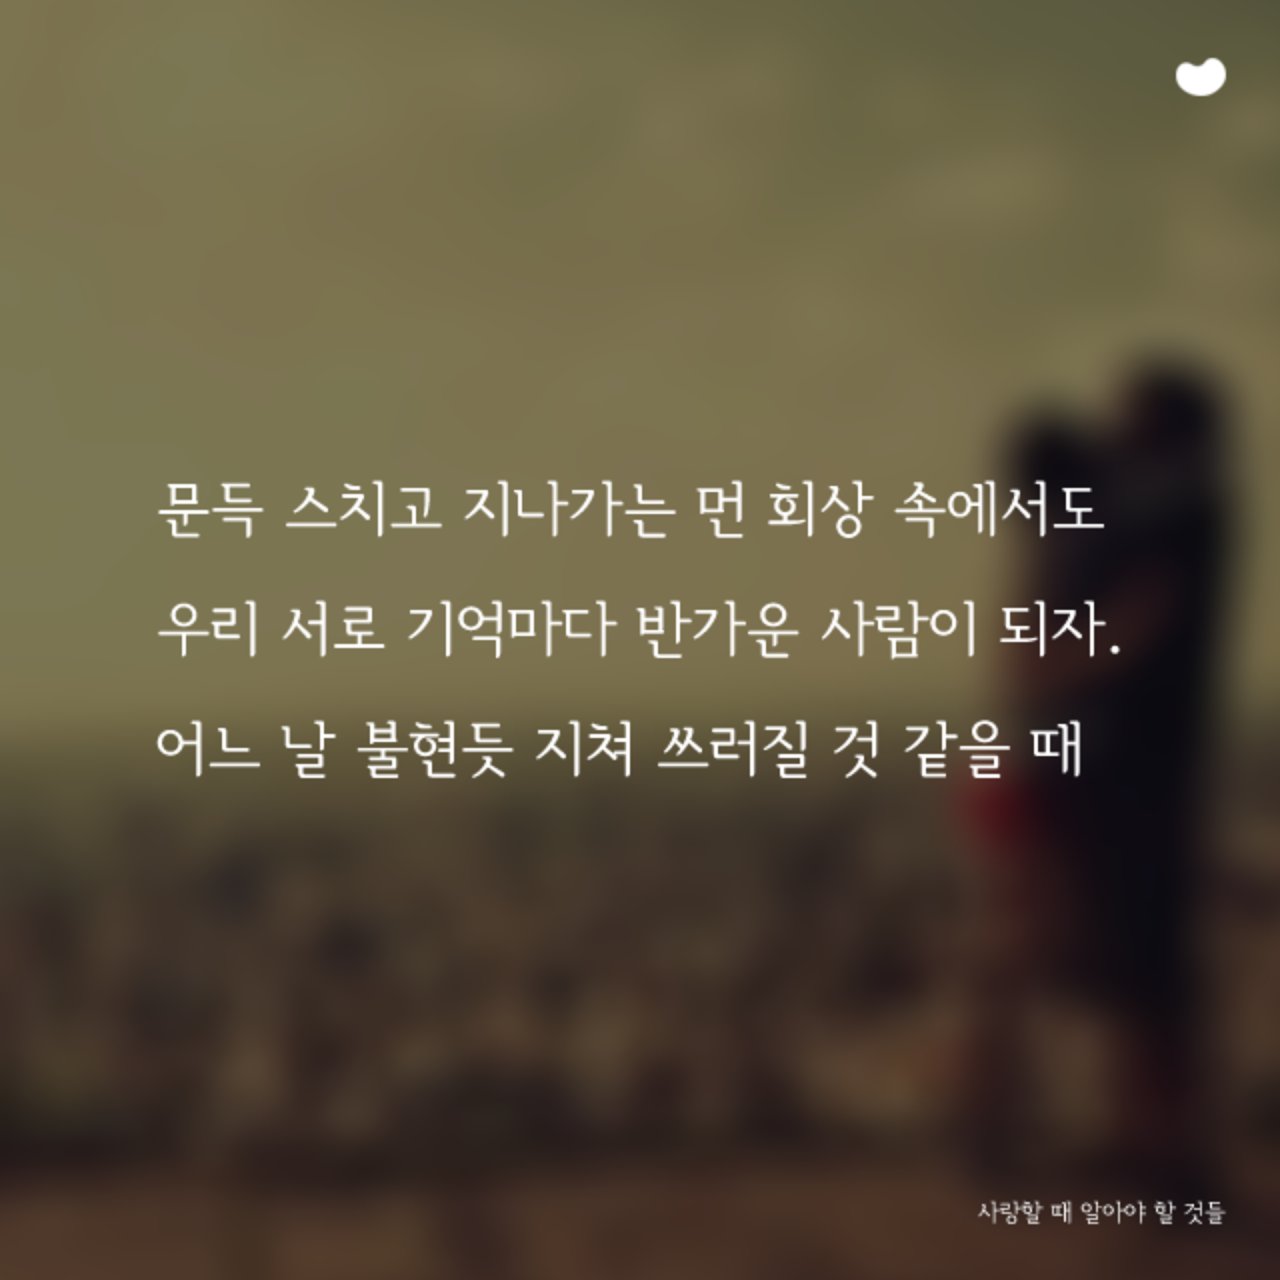 문득 스치고 지나가는 먼 회상 속에서도
우리 서로 기억마다 반가운 사람이 되자.
어느 날 불현듯 지쳐 쓰러질 것 같을 때
사랑할 때 알아야 할 것들